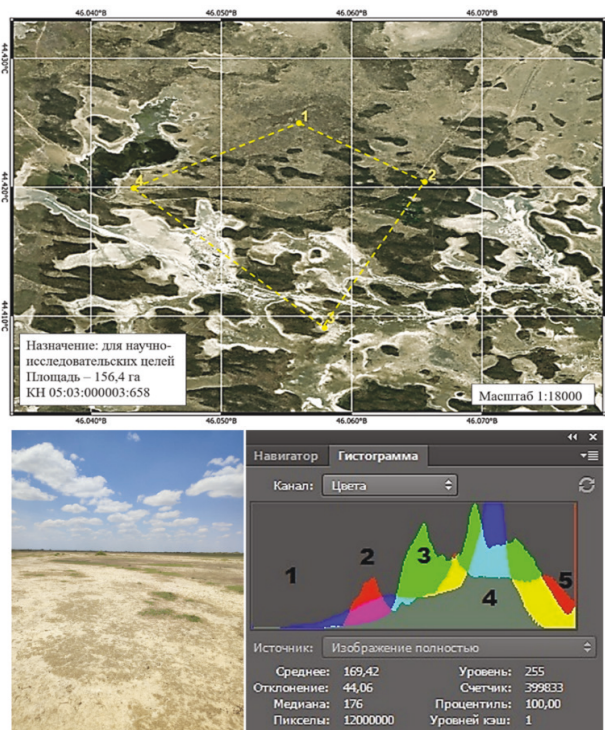 46.040°В 46.050°В 46.060°В 46.070°В
44.430°С
44.420°С
44.410°С
1
2
3
4
Назначение: для научно-
исследовательских целей
Площадь – 156,4 га
КН 05:03:000003:658
Масштаб 1:18000
46.040°В 46.050°В 46.060°В 46.070°В
Навигатор Гистограмма
Канал: Цвета
1 2 3 4 5
Источник: Изображение полностью
Среднее: 169,42 Уровень: 255
Отклонение: 44,06 Счетчик: 399833
Медиана: 176 Процентиль: 100,00
Пикселы: 12000000 Уровней кэш: 1